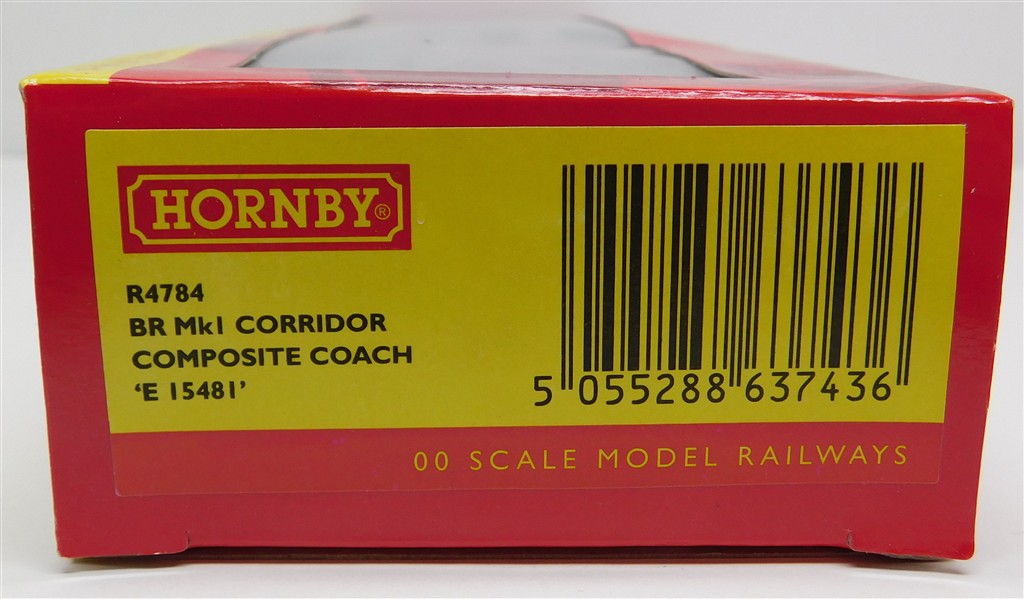 HORNBY®
R4784
BR Mk1 CORRIDOR
COMPOSITE COACH
‘E 15481’
5 055288 637436
00 SCALE MODEL RAILWAYS